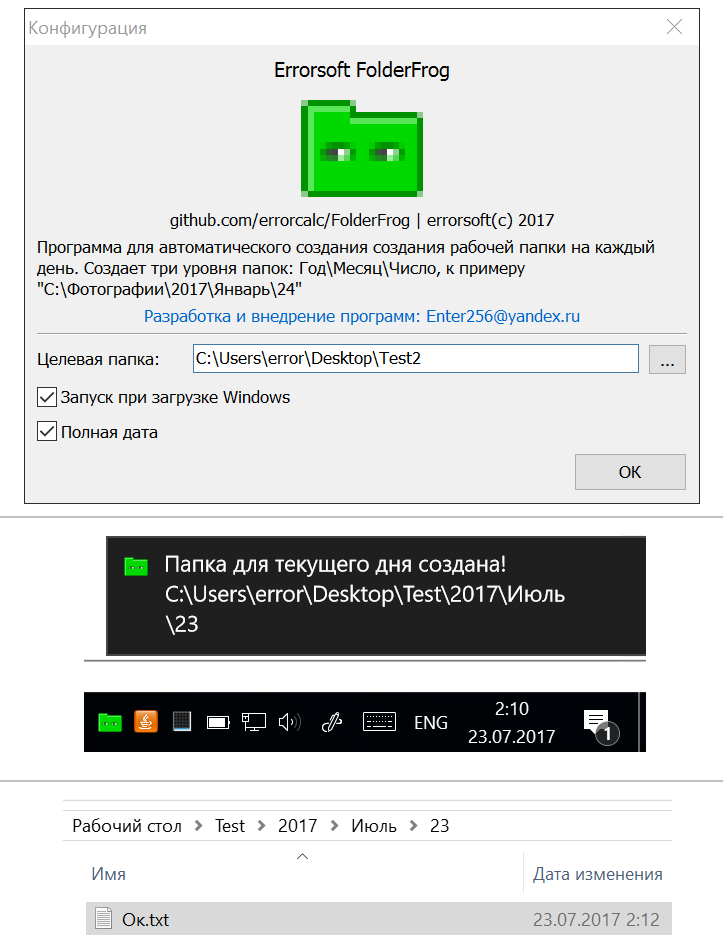 Конфигурация
Errorsoft FolderFrog
github.com/errorcalc/FolderFrog | errorsoft(c) 2017
Программа для автоматического создания создания рабочей папки на каждый
день. Создает три уровня папок: Год\Месяц\Число, к примеру
"C:\Фотографии\2017\Январь\24"
Разработка и внедрение программ: Enter256@yandex.ru
Целевая папка: C:\Users\error\Desktop\Test2 ...
Запуск при загрузке Windows
Полная дата
OK
Папка для текущего дня создана!
C:\Users\error\Desktop\Test\2017\Июль
\23
ENG 2:10 1
23.07.2017
Рабочий стол > Test > 2017 > Июль > 23
Имя Дата изменения
Ок.txt 23.07.2017 2:12